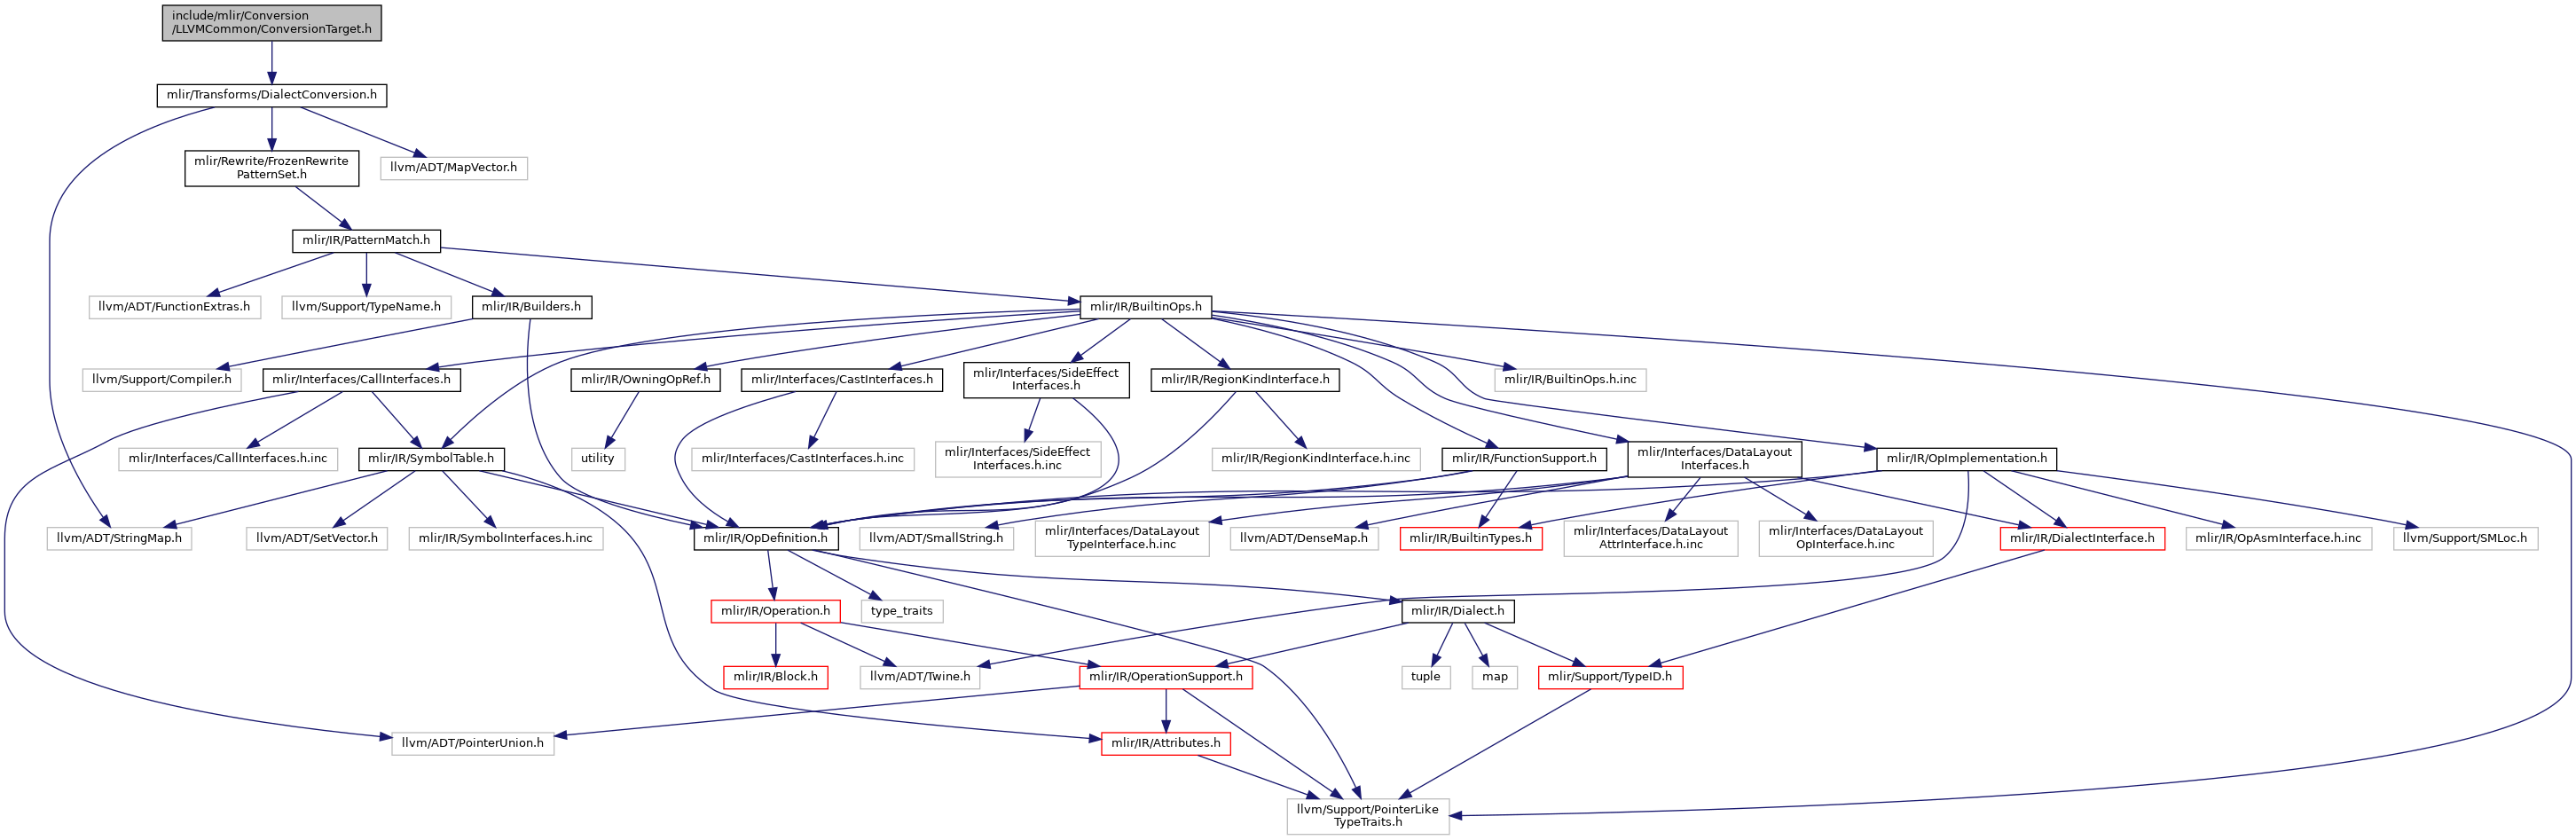 include/mlir/Conversion
/LLVMCommon/ConversionTarget.h
mlir/Transforms/DialectConversion.h
mlir/Rewrite/FrozenRewrite
PatternSet.h
llvm/ADT/MapVector.h
mlir/IR/PatternMatch.h
llvm/ADT/FunctionExtras.h
llvm/Support/TypeName.h
mlir/IR/Builders.h
mlir/IR/BuiltinOps.h
llvm/Support/Compiler.h
mlir/Interfaces/CallInterfaces.h
mlir/IR/OwningOpRef.h
mlir/Interfaces/CastInterfaces.h
mlir/Interfaces/SideEffect
Interfaces.h
mlir/IR/RegionKindInterface.h
mlir/IR/BuiltinOps.h.inc
mlir/Interfaces/CallInterfaces.h.inc
mlir/IR/SymbolTable.h
utility
mlir/Interfaces/CastInterfaces.h.inc
mlir/Interfaces/SideEffect
Interfaces.h.inc
mlir/IR/RegionKindInterface.h.inc
mlir/IR/FunctionSupport.h
mlir/Interfaces/DataLayout
Interfaces.h
mlir/IR/OpImplementation.h
llvm/ADT/StringMap.h
llvm/ADT/SetVector.h
mlir/IR/SymbolInterfaces.h.inc
mlir/IR/OpDefinition.h
llvm/ADT/SmallString.h
mlir/Interfaces/DataLayout
TypeInterface.h.inc
llvm/ADT/DenseMap.h
mlir/IR/BuiltinTypes.h
mlir/Interfaces/DataLayout
AttrInterface.h.inc
mlir/Interfaces/DataLayout
OpInterface.h.inc
mlir/IR/DialectInterface.h
mlir/IR/OpAsmInterface.h.inc
llvm/Support/SMLoc.h
mlir/IR/Operation.h
type_traits
mlir/IR/Dialect.h
mlir/IR/Block.h
llvm/ADT/Twine.h
mlir/IR/OperationSupport.h
tuple
map
mlir/Support/TypeID.h
llvm/ADT/PointerUnion.h
mlir/IR/Attributes.h
llvm/Support/PointerLike
TypeTraits.h